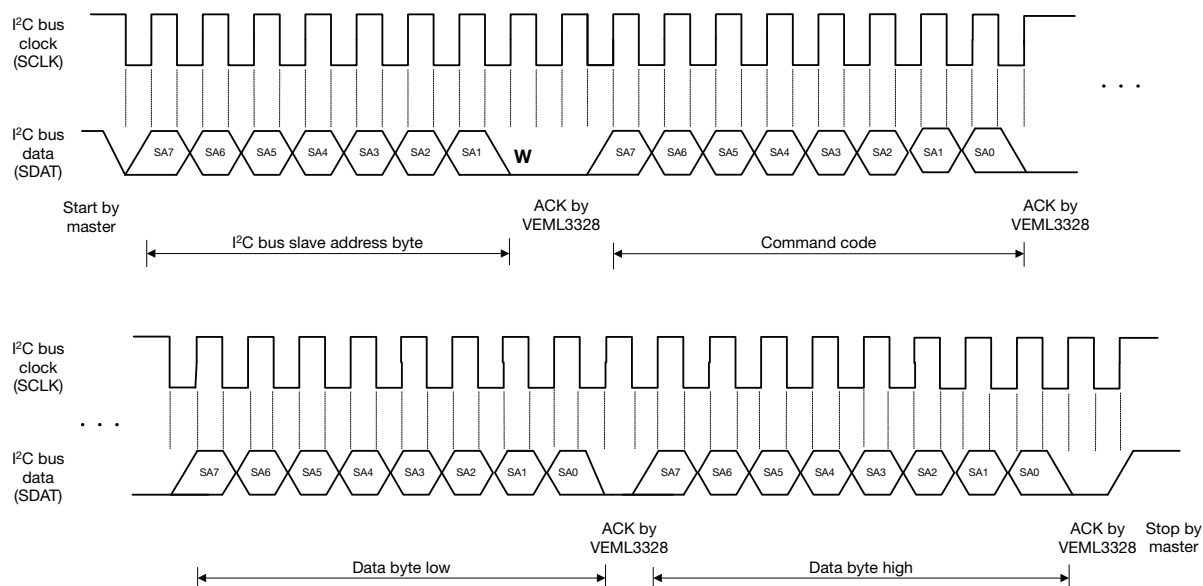 I²C bus
clock
(SCLK)
. . .
I²C bus
data
(SDAT)
SA7 SA6 SA5 SA4 SA3 SA2 SA1 W SA7 SA6 SA5 SA4 SA3 SA2 SA1 SA0
Start by
master
ACK by
VEML3328
ACK by
VEML3328
I²C bus slave address byte
Command code
I²C bus
clock
(SCLK)
. . .
I²C bus
data
(SDAT)
SA7 SA6 SA5 SA4 SA3 SA2 SA1 SA0 SA7 SA6 SA5 SA4 SA3 SA2 SA1 SA0
ACK by
VEML3328
ACK by
VEML3328
Stop by
master
Data byte low
Data byte high